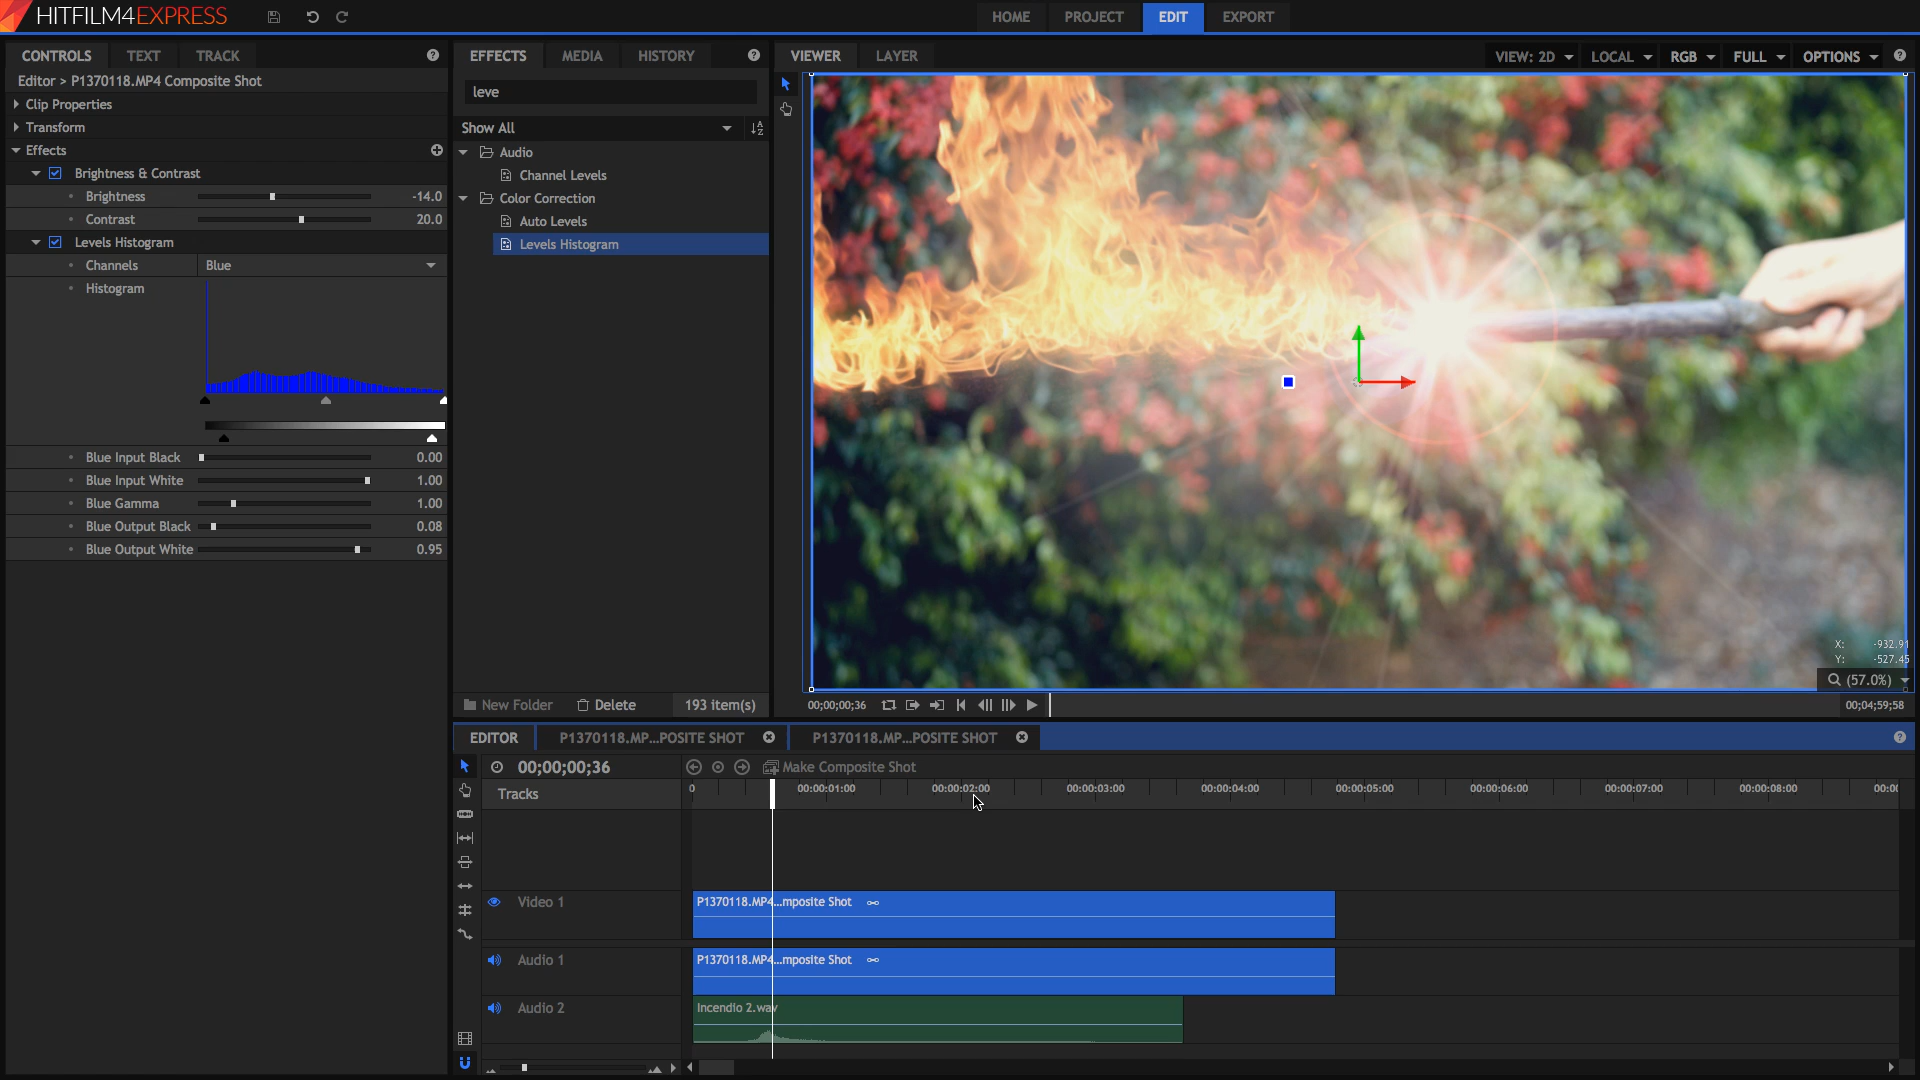 HITFILM4EXPRESS
HOME PROJECT EDIT EXPORT
CONTROLS TEXT TRACK
Editor > P1370118.MP4 Composite Shot
Clip Properties
Transform
Effects
Brightness & Contrast
Brightness -14.0
Contrast 20.0
Levels Histogram
Channels Blue
Histogram
Blue Input Black 0.00
Blue Input White 1.00
Blue Gamma 1.00
Blue Output Black 0.08
Blue Output White 0.95
EFFECTS MEDIA HISTORY
leve
Show All
Audio
Channel Levels
Color Correction
Auto Levels
Levels Histogram
New Folder Delete 193 item(s)
VIEWER LAYER
VIEW: 2D LOCAL RGB FULL OPTIONS
X: -932.91
Y: -527.45
(57.0%)
00;00;00;36 00;04;59;58
EDITOR P1370118.MP...POSITE SHOT P1370118.MP...POSITE SHOT
00;00;00;36 Make Composite Shot
Tracks 0 00:00:01:00 00:00:02:00 00:00:03:00 00:00:04:00 00:00:05:00 00:00:06:00 00:00:07:00 00:00:08:00 00:00
Video 1 P1370118.MP4...mposite Shot
Audio 1 P1370118.MP4...mposite Shot
Audio 2 Incendio 2.wav